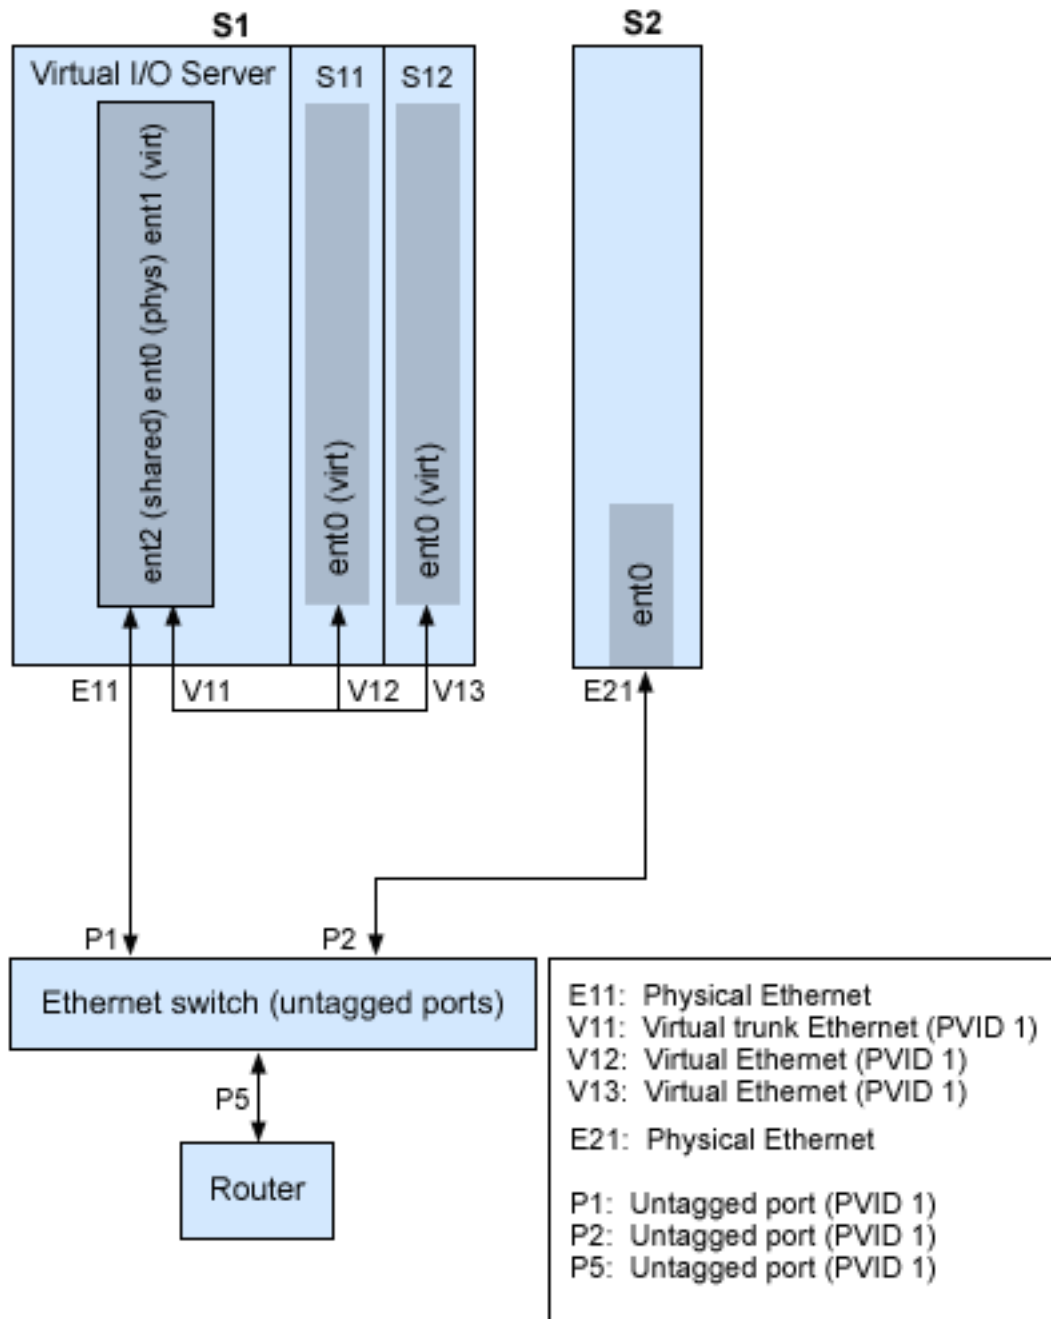 S1
S2
Virtual I/O Server
S11
S12
ent2 (shared) ent0 (phys) ent1 (virt)
ent0 (virt)
ent0 (virt)
ent0
E11
V11
V12
V13
E21
P1
P2
Ethernet switch (untagged ports)
P5
Router
E11: Physical Ethernet
V11: Virtual trunk Ethernet (PVID 1)
V12: Virtual Ethernet (PVID 1)
V13: Virtual Ethernet (PVID 1)
E21: Physical Ethernet
P1: Untagged port (PVID 1)
P2: Untagged port (PVID 1)
P5: Untagged port (PVID 1)